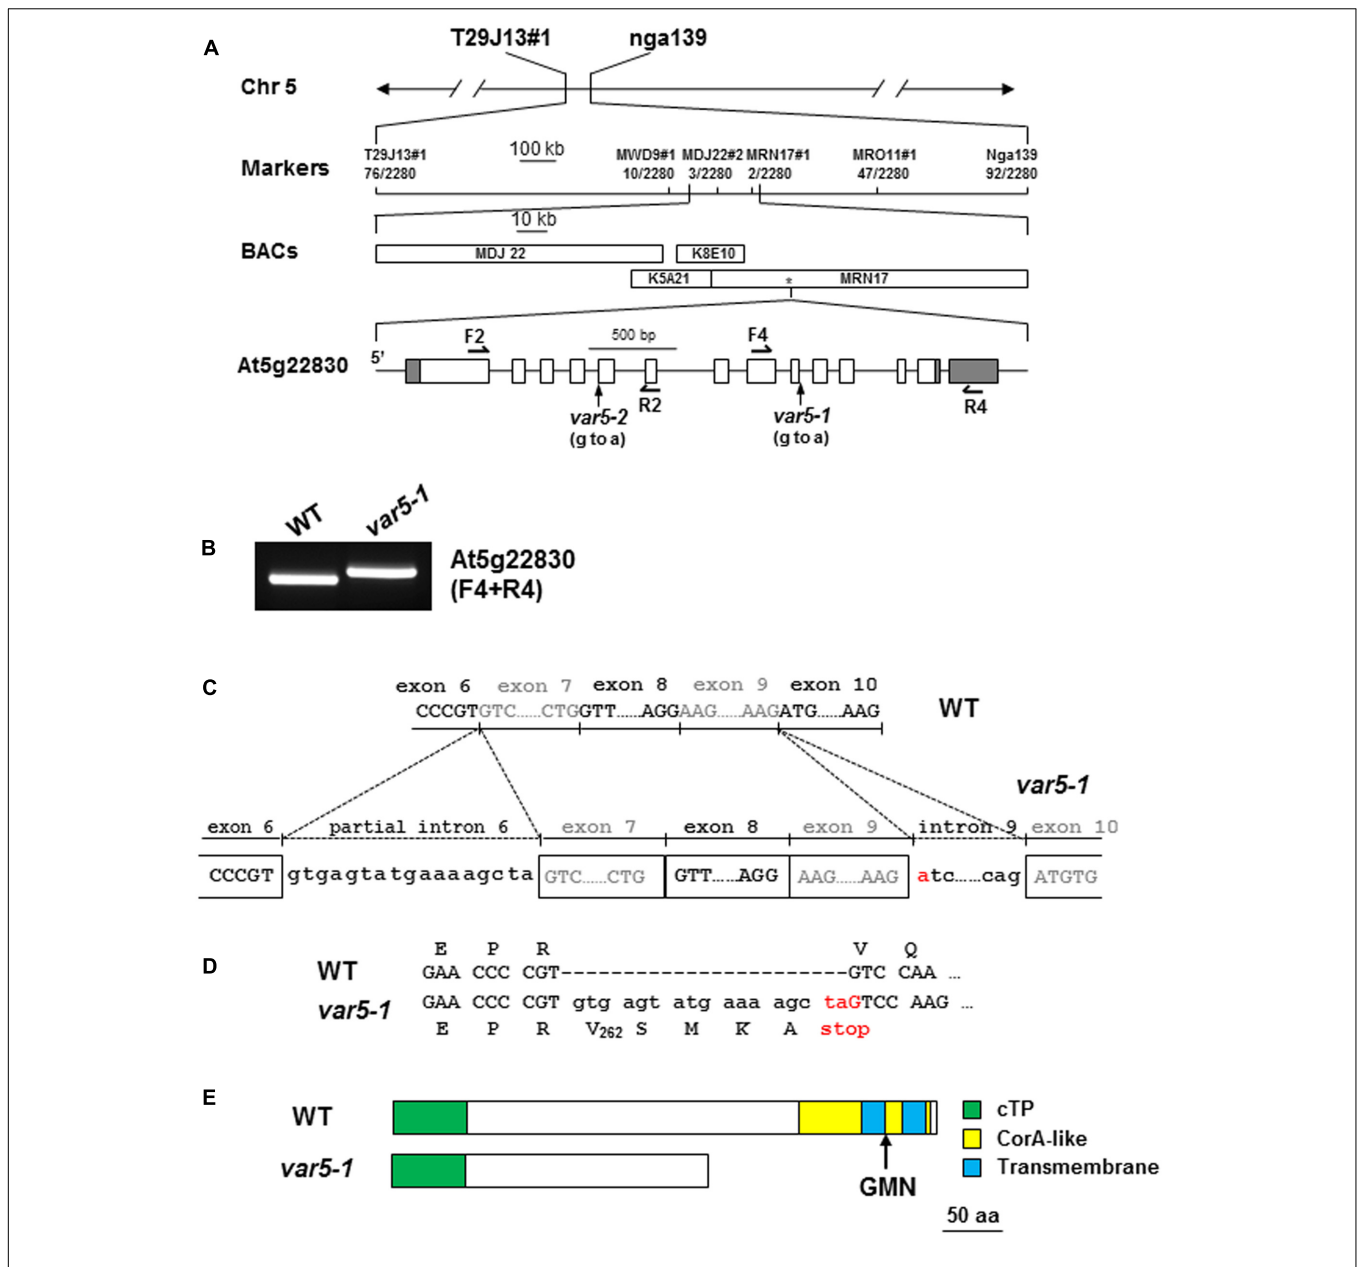 A
T29J13#1 nga139
Chr 5
Markers
T29J13#1 100 kb MWD9#1 MDJ22#2 MRN17#1 MRO11#1 Nga139
76/2280 10/2280 3/2280 2/2280 47/2280 92/2280
10 kb
BACs
MDJ 22 K8E10
K5A21 * MRN17
At5g22830
5' F2 500 bp F4
R2 R4
var5-2 var5-1
(g to a) (g to a)
B
WT var5-1
At5g22830
(F4+R4)
C
exon 6 exon 7 exon 8 exon 9 exon 10
CCCGTGTC......CTGGTT......AGGAAG......AAGATG......AAG WT
var5-1
exon 6 partial intron 6 exon 7 exon 8 exon 9 intron 9 exon 10
CCCGT gtgagtatgaaaagcta GTC......CTG GTT......AGG AAG......AAG atc......cag ATGTG
D
E P R V Q
WT GAA CCC CGT-----------------------GTC CAA ...
var5-1 GAA CCC CGT gtg agt atg aaa agc taGTCC AAG ...
E P R V262 S M K A stop
E
WT
var5-1
GMN
cTP
CorA-like
Transmembrane
50 aa